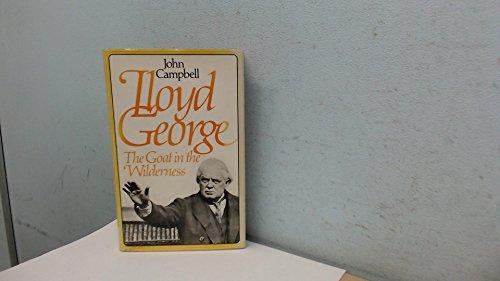 John
Campbell
Lloyd
George
The Goat in the
Wilderness